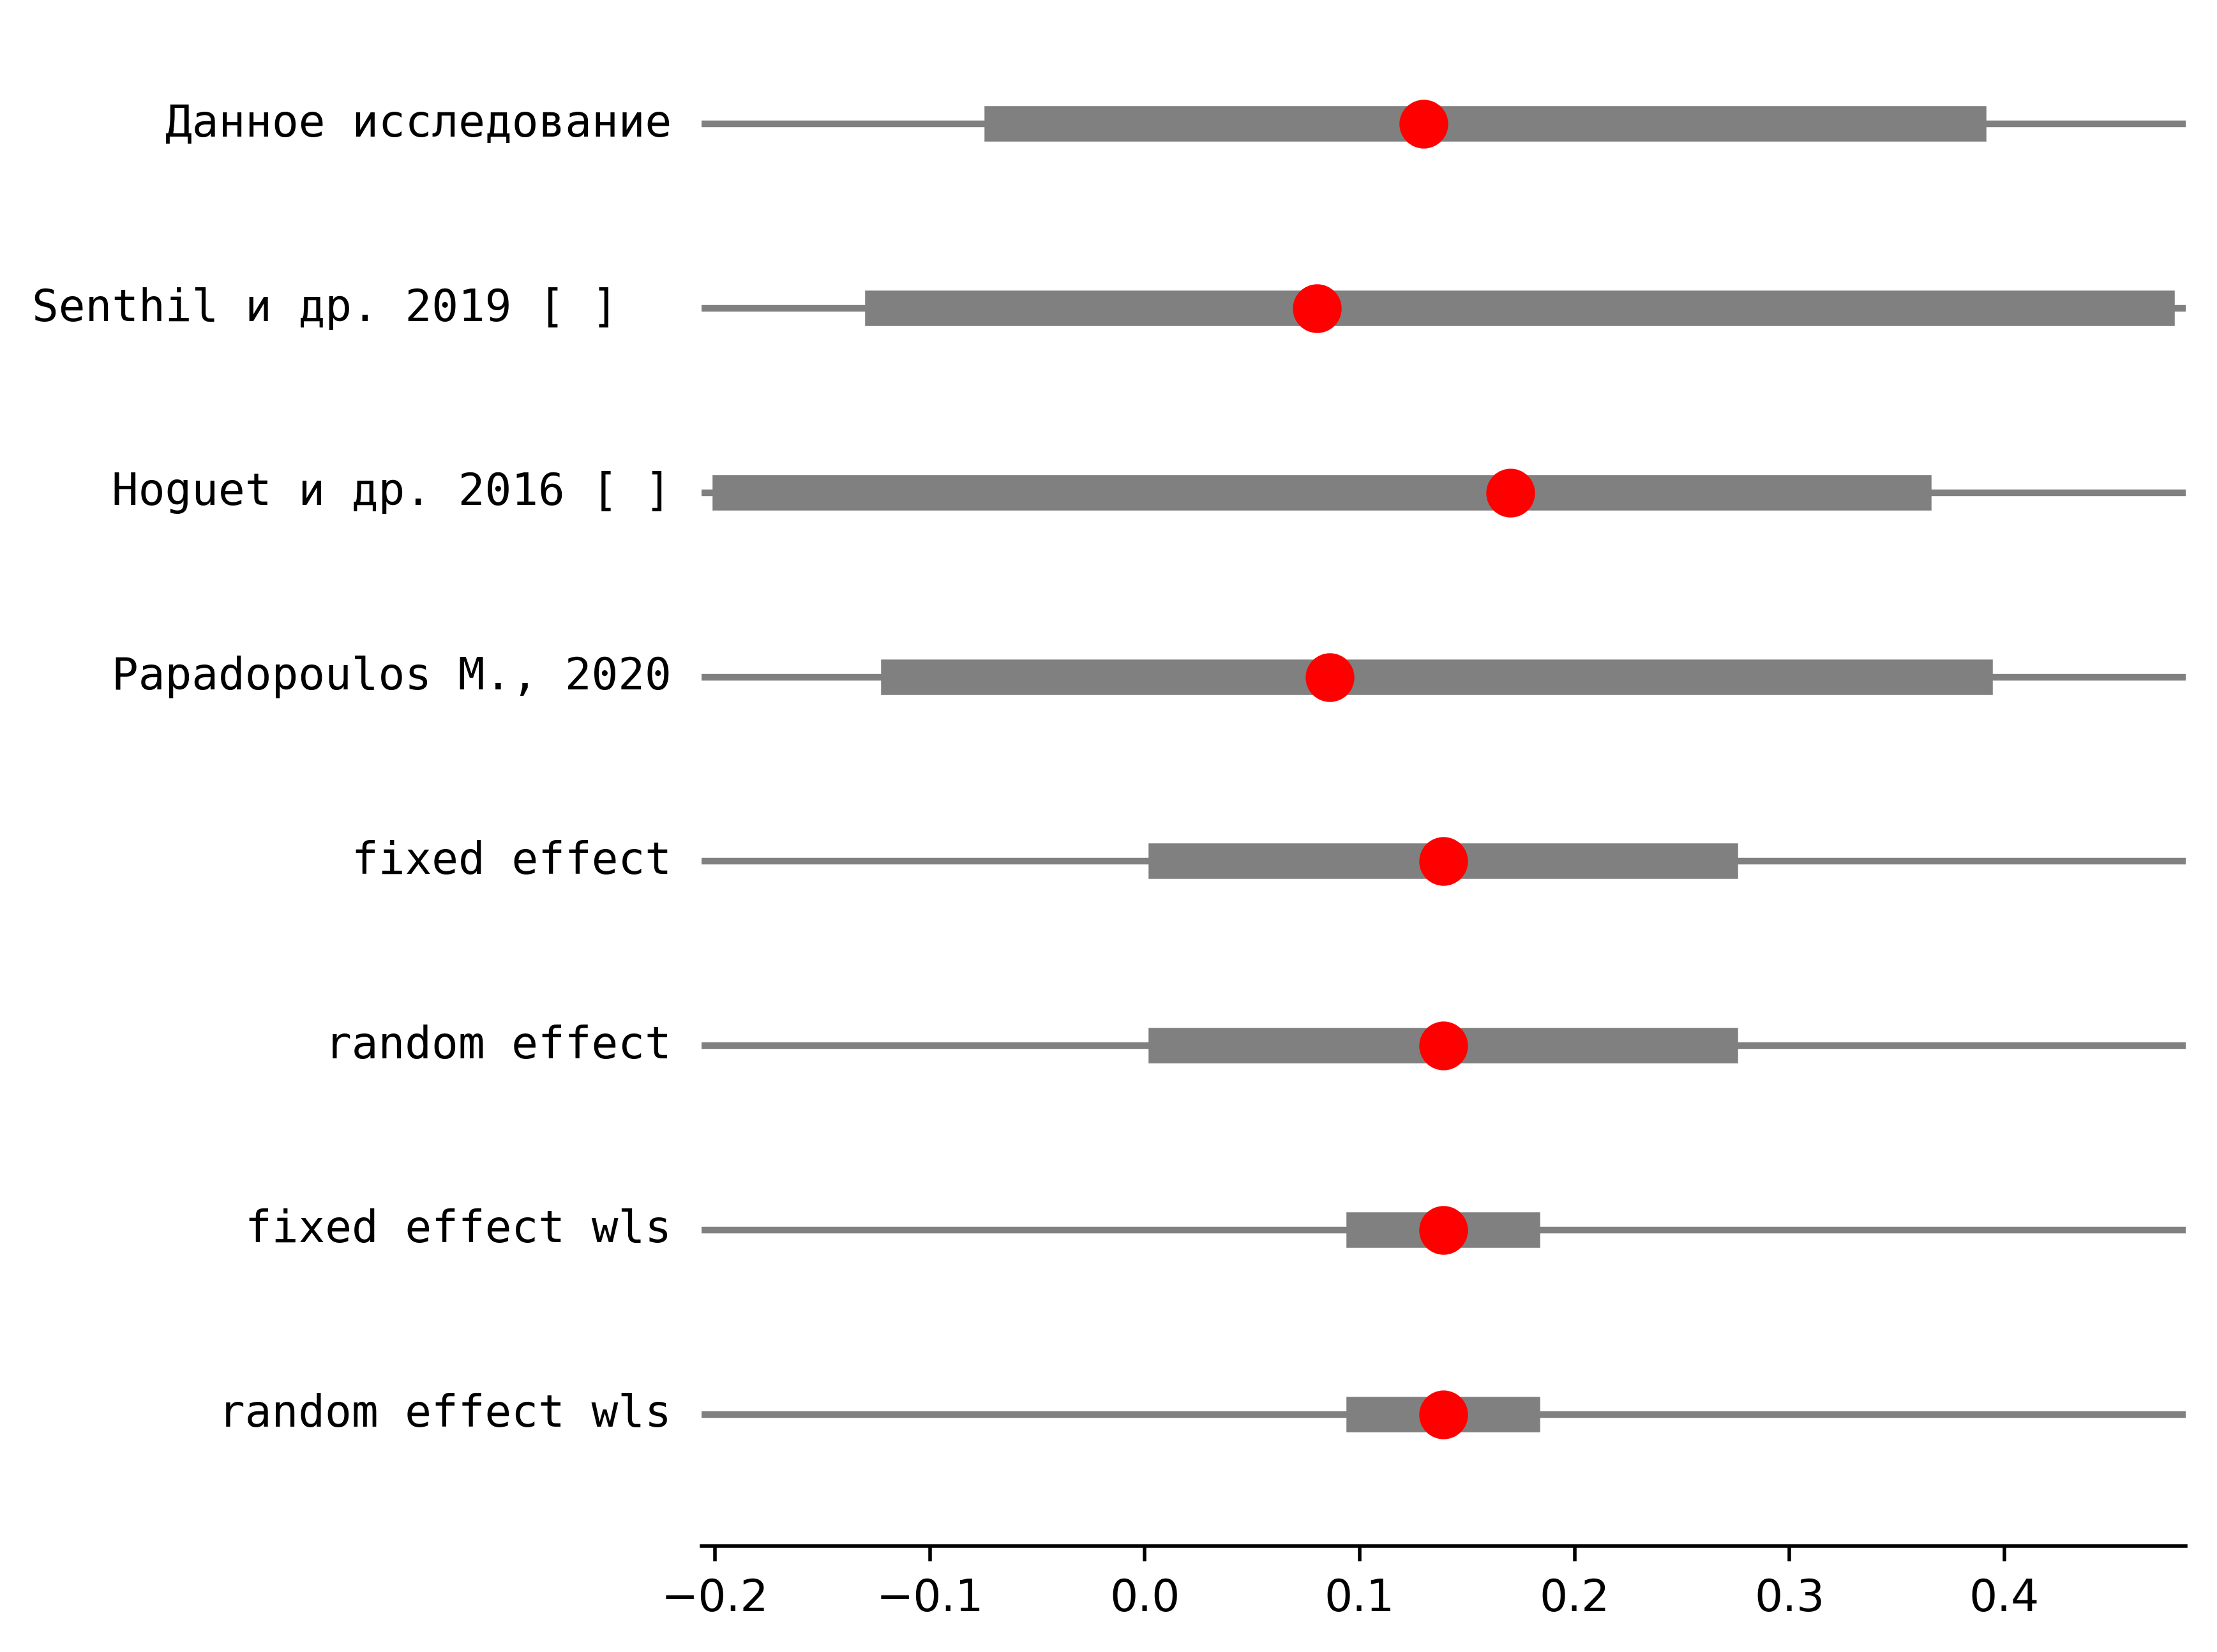 Данное исследование
Senthil и др. 2019 [ ]
Hoguet и др. 2016 [ ]
Papadopoulos M., 2020
fixed effect
random effect
fixed effect wls
random effect wls
−0.2 −0.1 0.0 0.1 0.2 0.3 0.4